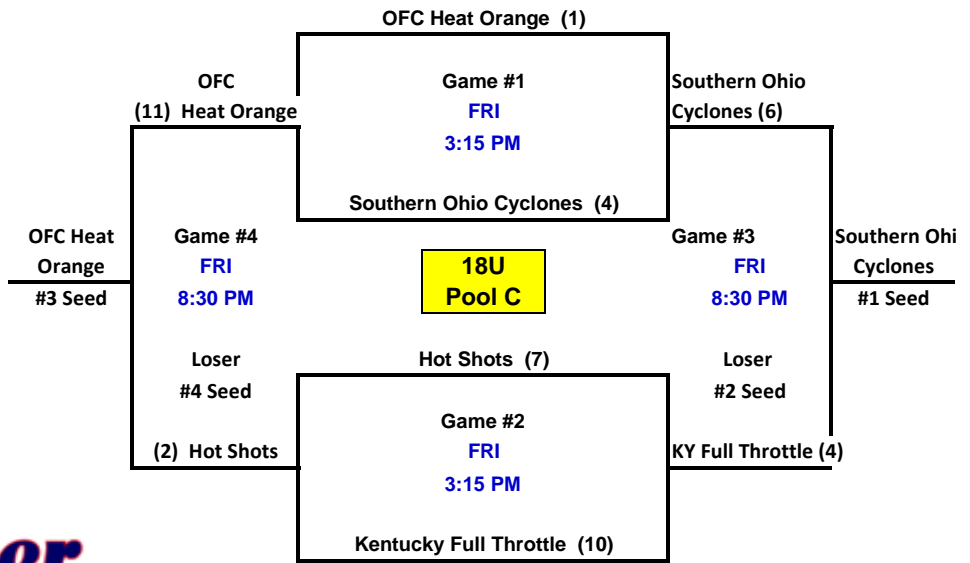 OFC Heat Orange (1)
OFC
(11) Heat Orange
Game #1
FRI
3:15 PM
Southern Ohio
Cyclones (6)
Southern Ohio Cyclones (4)
OFC Heat
Orange
#3 Seed
Game #4
FRI
8:30 PM
18U
Pool C
Game #3
FRI
8:30 PM
Southern Ohi
Cyclones
#1 Seed
Loser
#4 Seed
Hot Shots (7)
Loser
#2 Seed
(2) Hot Shots
Game #2
FRI
3:15 PM
KY Full Throttle (4)
Kentucky Full Throttle (10)
er